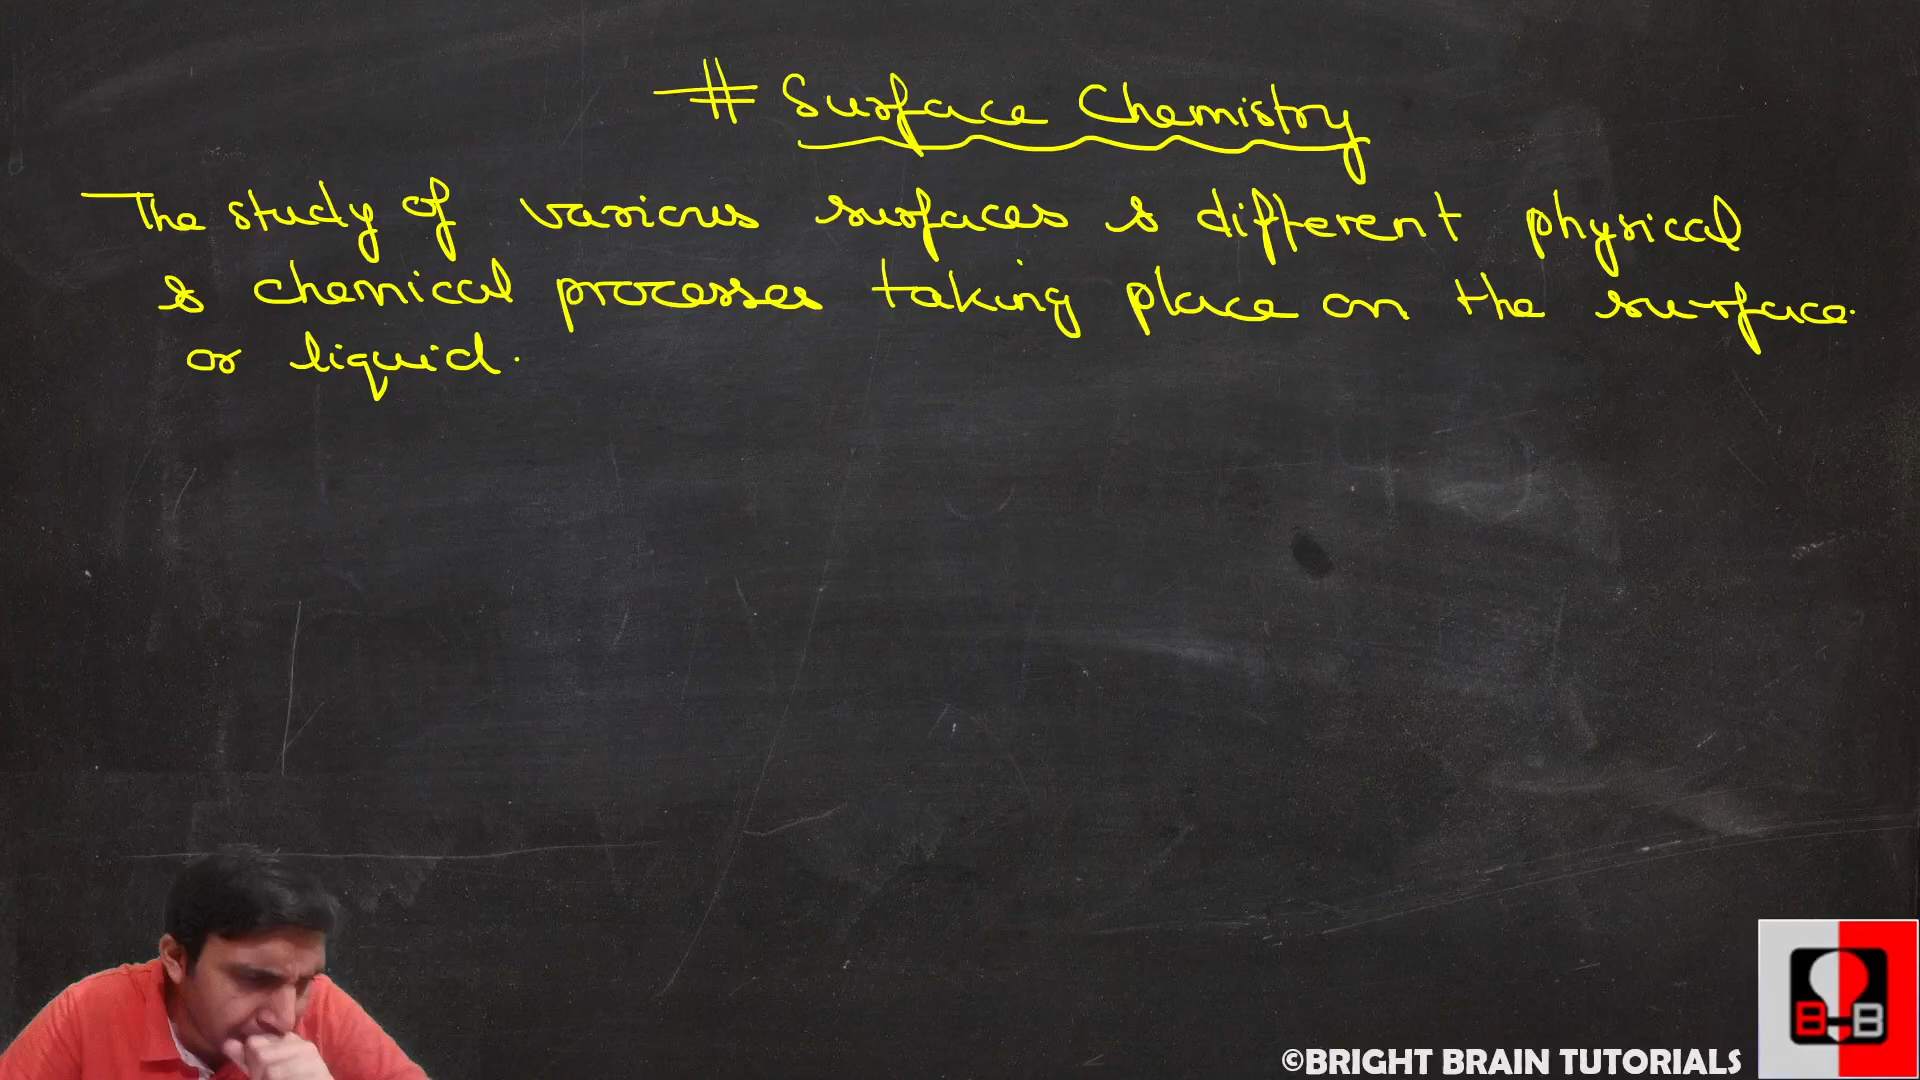 # Surface Chemistry
The study of various surfaces & different physical
& chemical processes taking place on the surface.
or liquid.
B B
©BRIGHT BRAIN TUTORIALS